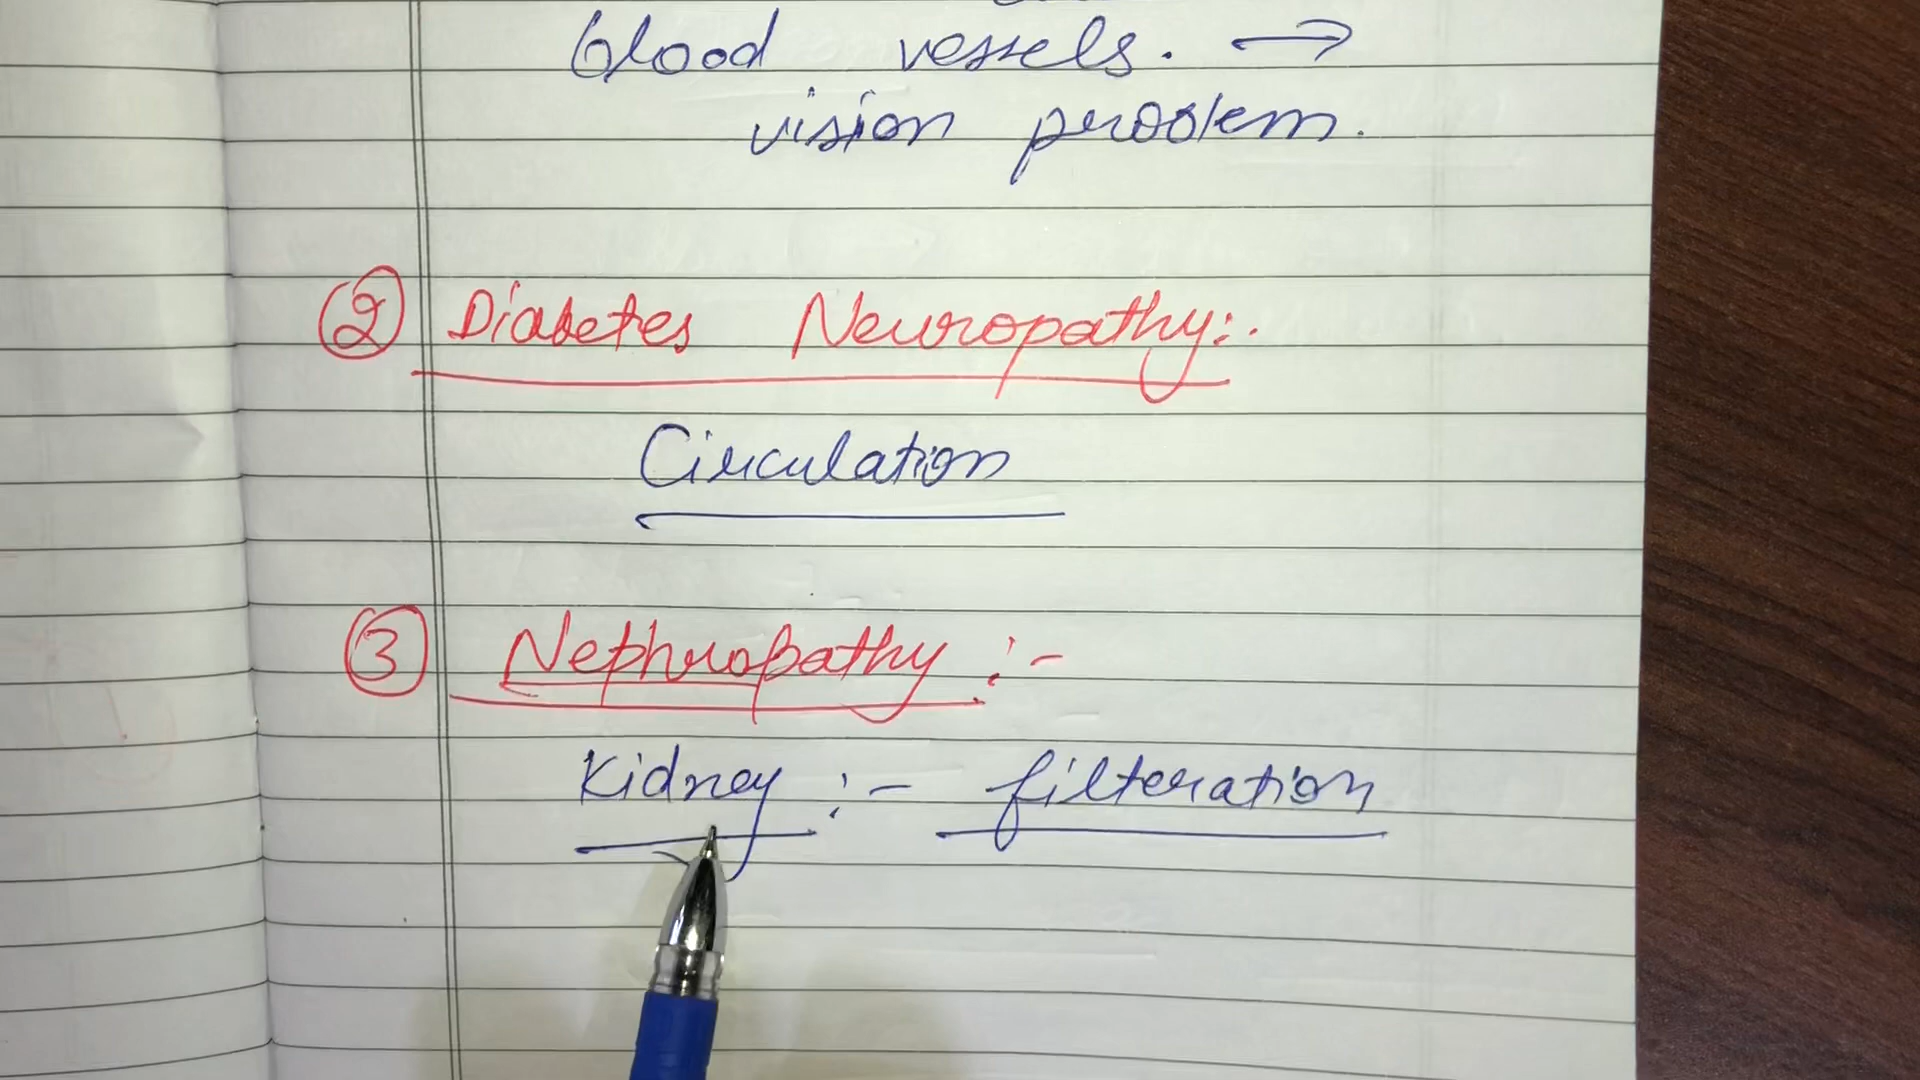 blood vessels. →
vision problem.
② Diabetes Neuropathy:.
Circulation
③ Nephropathy :-
Kidney :- filteration